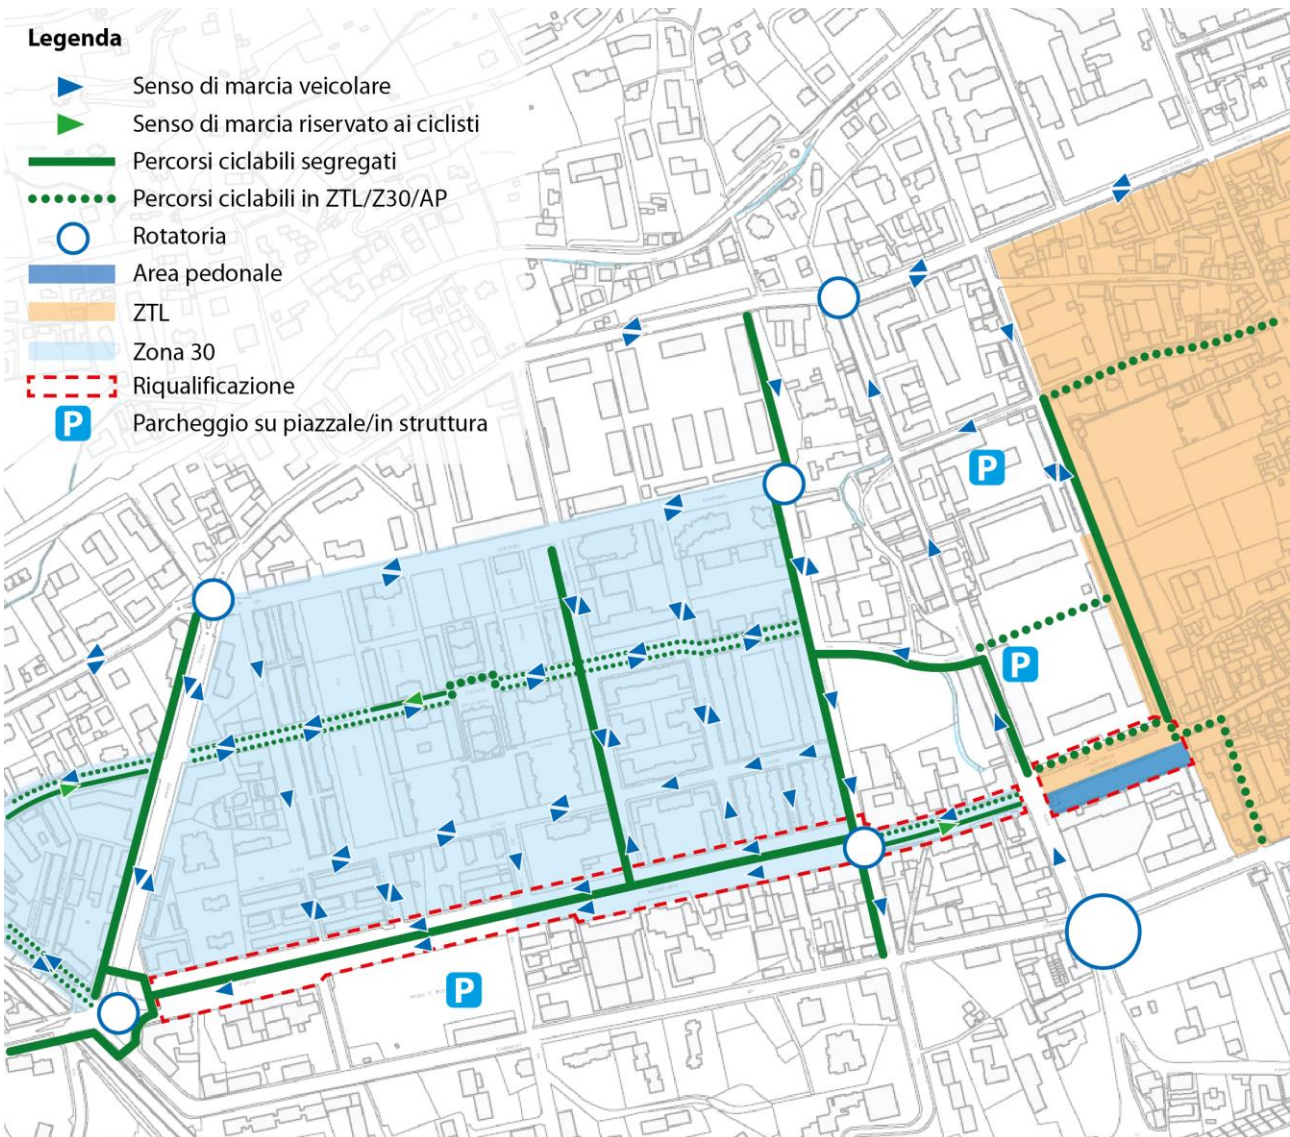 Legenda
Senso di marcia veicolare
Senso di marcia riservato ai ciclisti
Percorsi ciclabili segregati
Percorsi ciclabili in ZTL/Z30/AP
Rotatoria
Area pedonale
ZTL
Zona 30
Riqualificazione
P Parcheggio su piazzale/in struttura
P
P
P